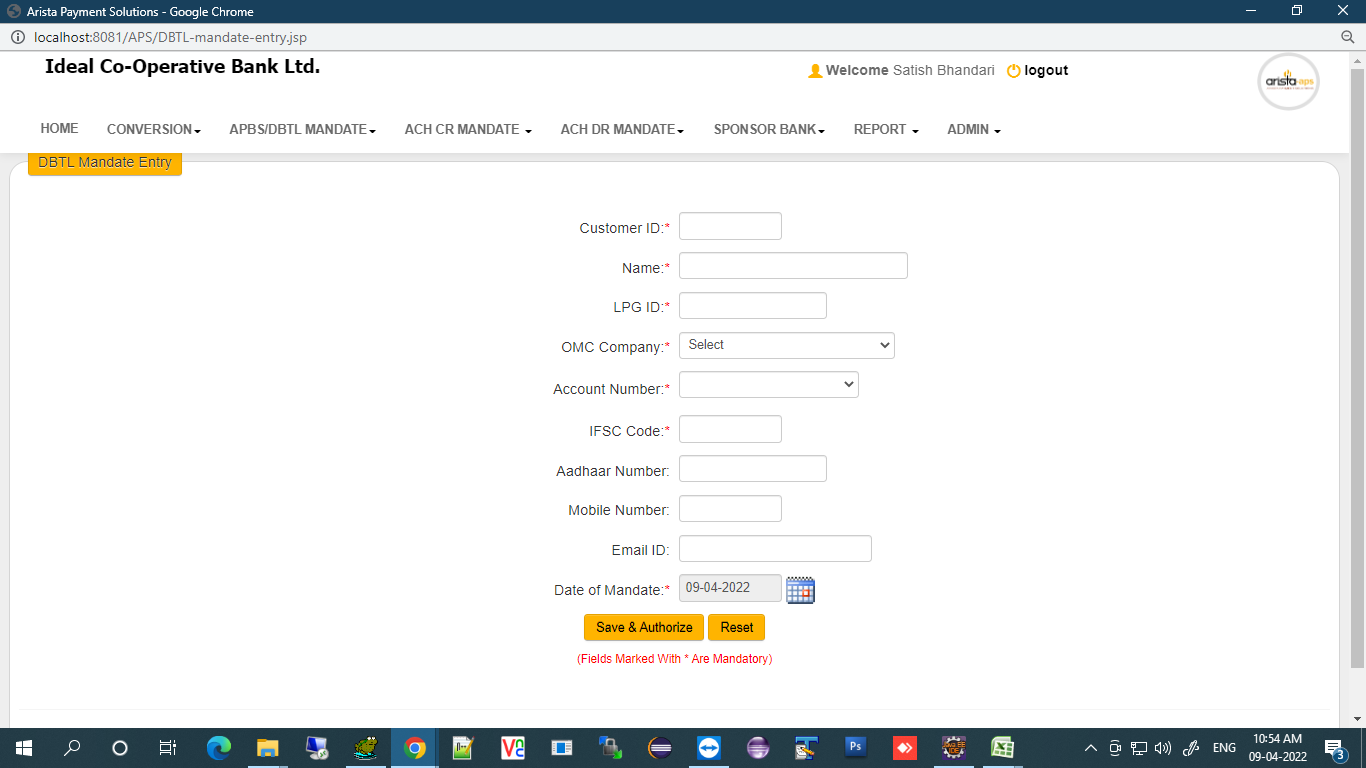 Arista Payment Solutions - Google Chrome
localhost:8081/APS/DBTL-mandate-entry.jsp
Ideal Co-Operative Bank Ltd.
Welcome Satish Bhandari logout
arista-aps
HOME CONVERSION APBS/DBTL MANDATE ACH CR MANDATE ACH DR MANDATE SPONSOR BANK REPORT ADMIN
DBTL Mandate Entry
Customer ID:*
Name:*
LPG ID:*
OMC Company:* Select
Account Number:*
IFSC Code:*
Aadhaar Number:
Mobile Number:
Email ID:
Date of Mandate:* 09-04-2022
Save & Authorize Reset
(Fields Marked With * Are Mandatory)
Ps
ENG
10:54 AM
09-04-2022
3